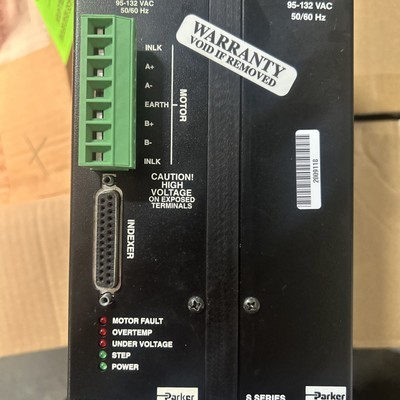 95-132 VAC
50/60 Hz
95-132 VAC
50/60 Hz
WARRANTY
VOID IF REMOVED
INLK
A+
A-
EARTH
B+
B-
INLK
MOTOR
CAUTION!
HIGH
VOLTAGE
ON EXPOSED
TERMINALS
2009118
INDEXER
MOTOR FAULT
OVERTEMP
UNDER VOLTAGE
STEP
POWER
Parker
S SERIES
Parker